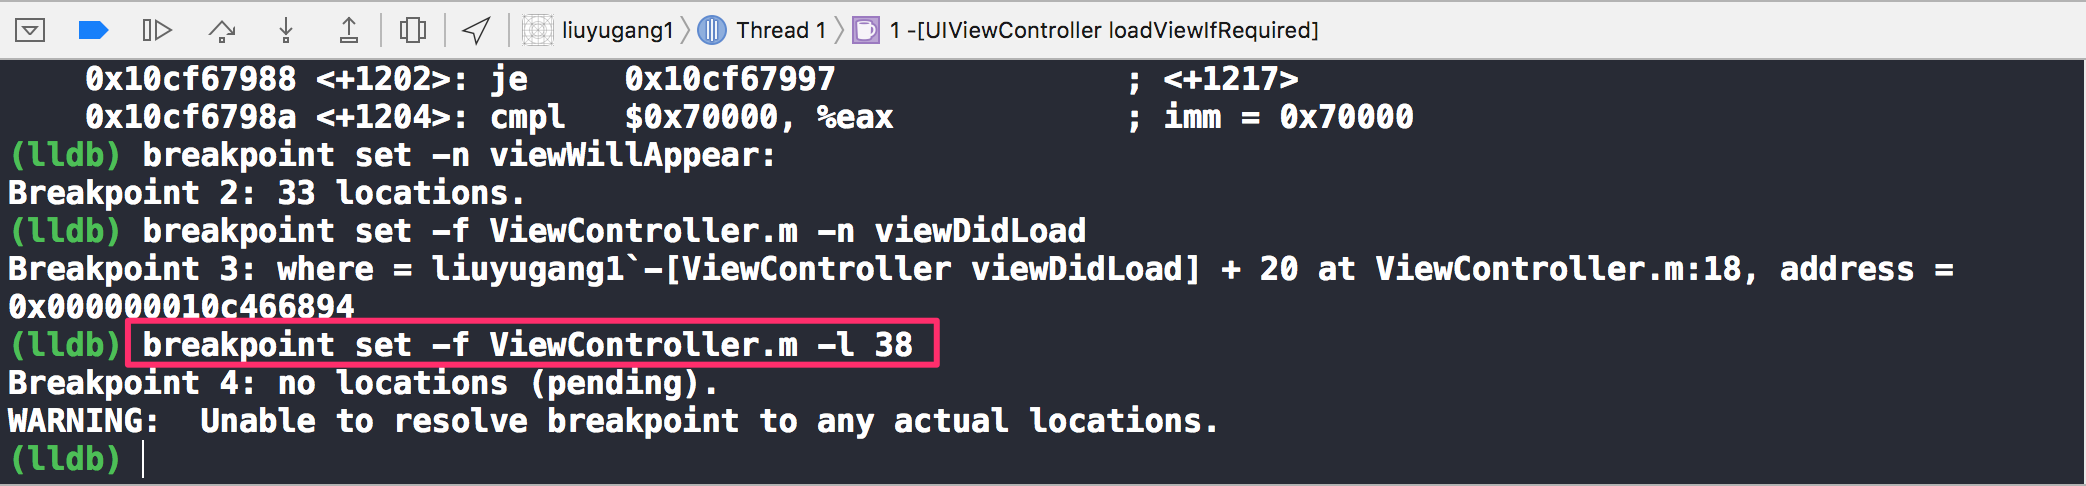 liuyugang1 Thread 1 1 -[UIViewController loadViewIfRequired]
0x10cf67988 <+1202>: je     0x10cf67997                ; <+1217>
0x10cf6798a <+1204>: cmpl   $0x70000, %eax             ; imm = 0x70000
(lldb) breakpoint set -n viewWillAppear:
Breakpoint 2: 33 locations.
(lldb) breakpoint set -f ViewController.m -n viewDidLoad
Breakpoint 3: where = liuyugang1`-[ViewController viewDidLoad] + 20 at ViewController.m:18, address =
0x000000010c466894
(lldb) breakpoint set -f ViewController.m -l 38
Breakpoint 4: no locations (pending).
WARNING:  Unable to resolve breakpoint to any actual locations.
(lldb)